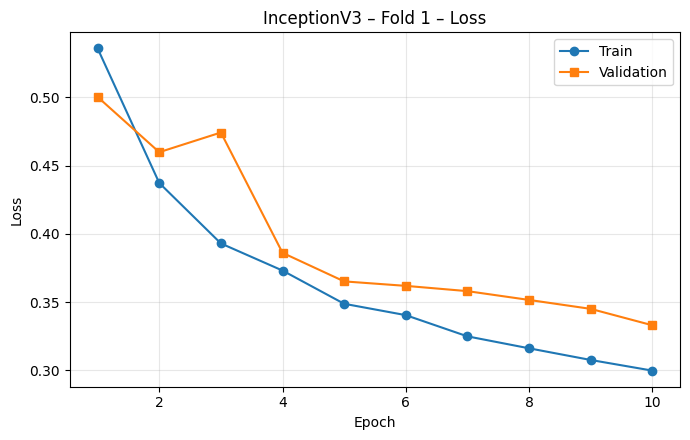 InceptionV3 – Fold 1 – Loss
Train
Validation
0.50
0.45
0.40
0.35
0.30
Loss
2
4
6
8
10
Epoch